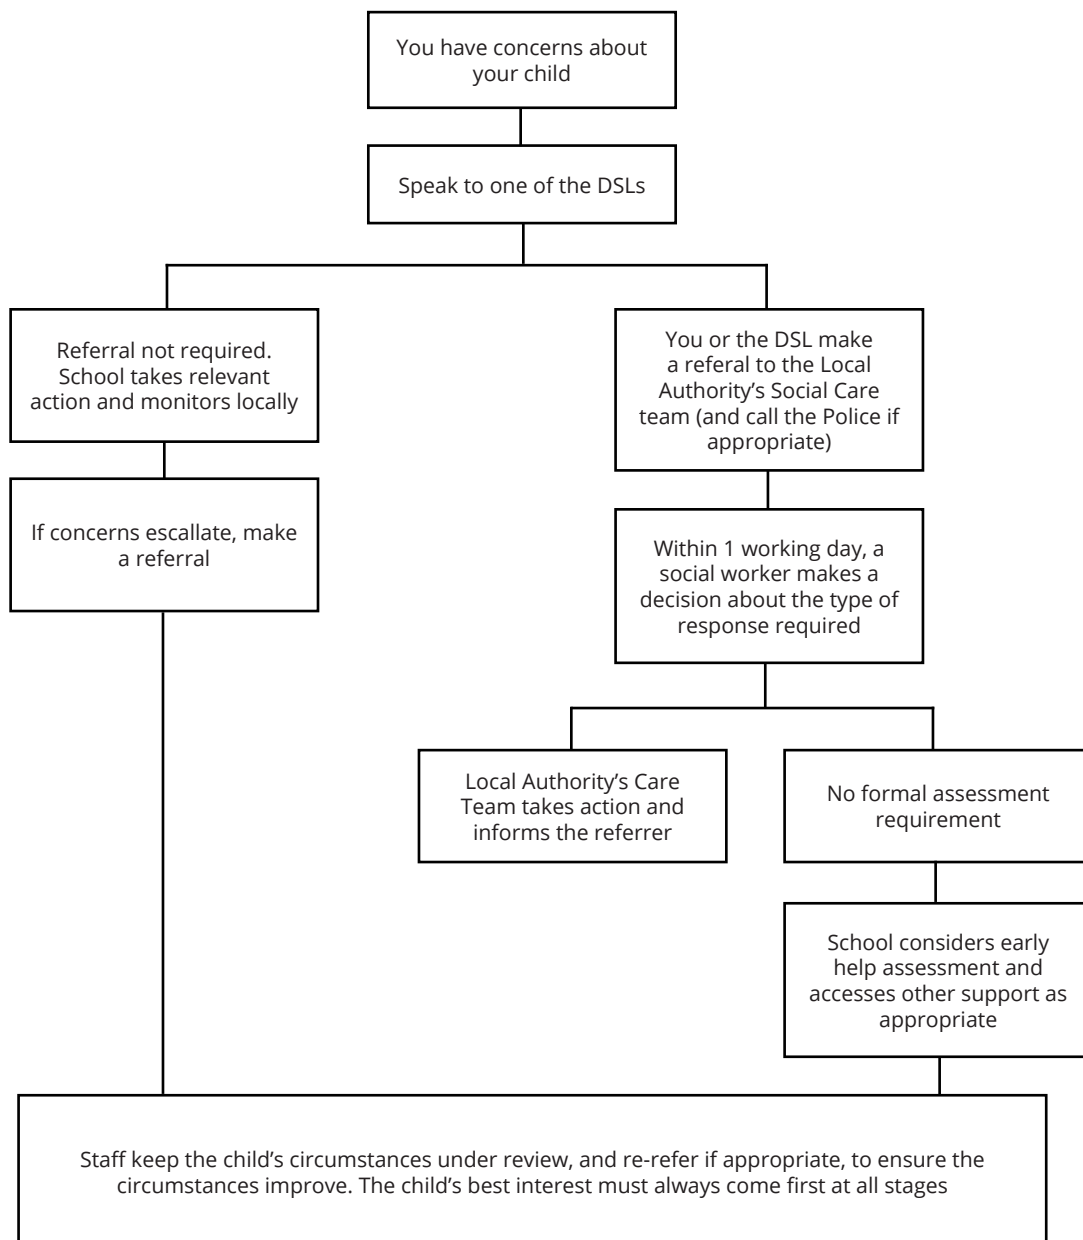 You have concerns about
your child
Speak to one of the DSLs
Referral not required.
School takes relevant
action and monitors locally
You or the DSL make
a referal to the Local
Authority’s Social Care
team (and call the Police if
appropriate)
If concerns escallate, make
a referral
Within 1 working day, a
social worker makes a
decision about the type of
response required
Local Authority’s Care
Team takes action and
informs the referrer
No formal assessment
requirement
School considers early
help assessment and
accesses other support as
appropriate
Staff keep the child’s circumstances under review, and re-refer if appropriate, to ensure the
circumstances improve. The child’s best interest must always come first at all stages